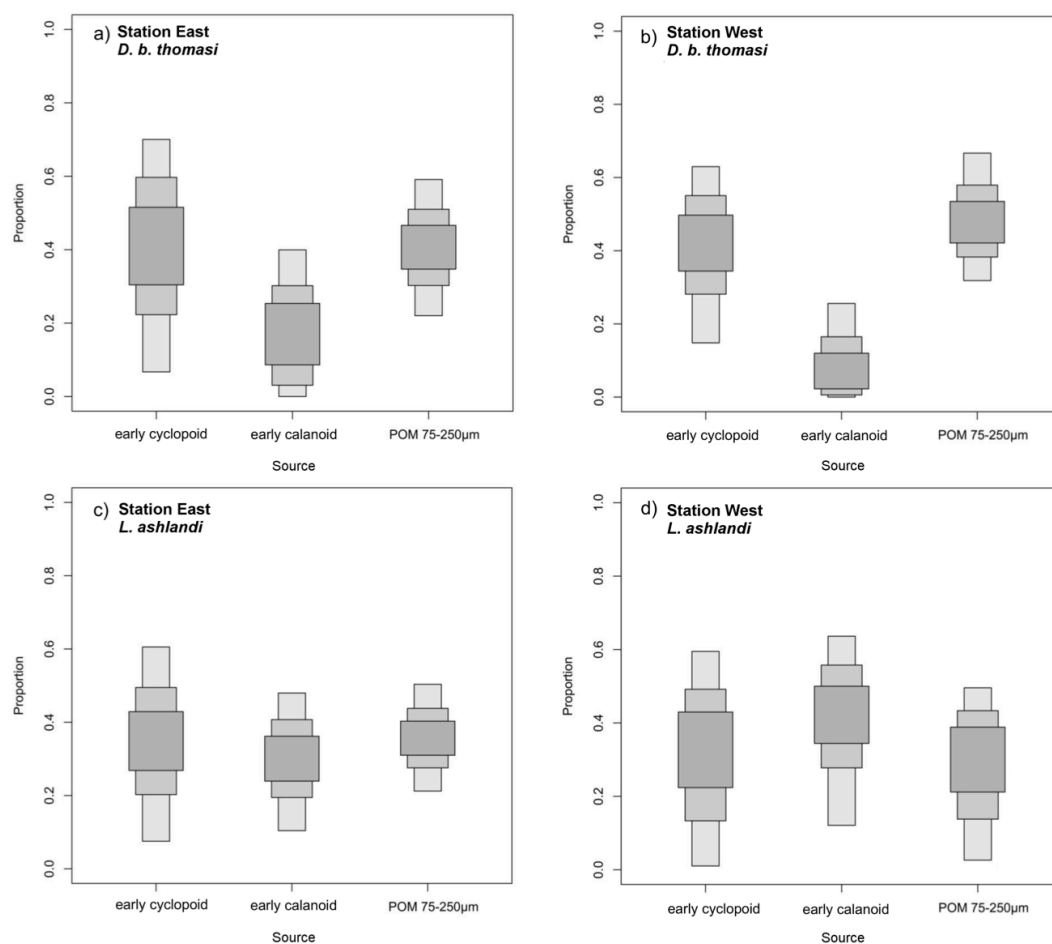 a) Station East
D. b. thomasi
1.0
0.8
0.6
0.4
0.2
0.0
Proportion
early cyclopoid early calanoid POM 75-250µm
Source
b) Station West
D. b. thomasi
1.0
0.8
0.6
0.4
0.2
0.0
Proportion
early cyclopoid early calanoid POM 75-250µm
Source
c) Station East
L. ashlandi
1.0
0.8
0.6
0.4
0.2
0.0
Proportion
early cyclopoid early calanoid POM 75-250µm
Source
d) Station West
L. ashlandi
1.0
0.8
0.6
0.4
0.2
0.0
Proportion
early cyclopoid early calanoid POM 75-250µm
Source